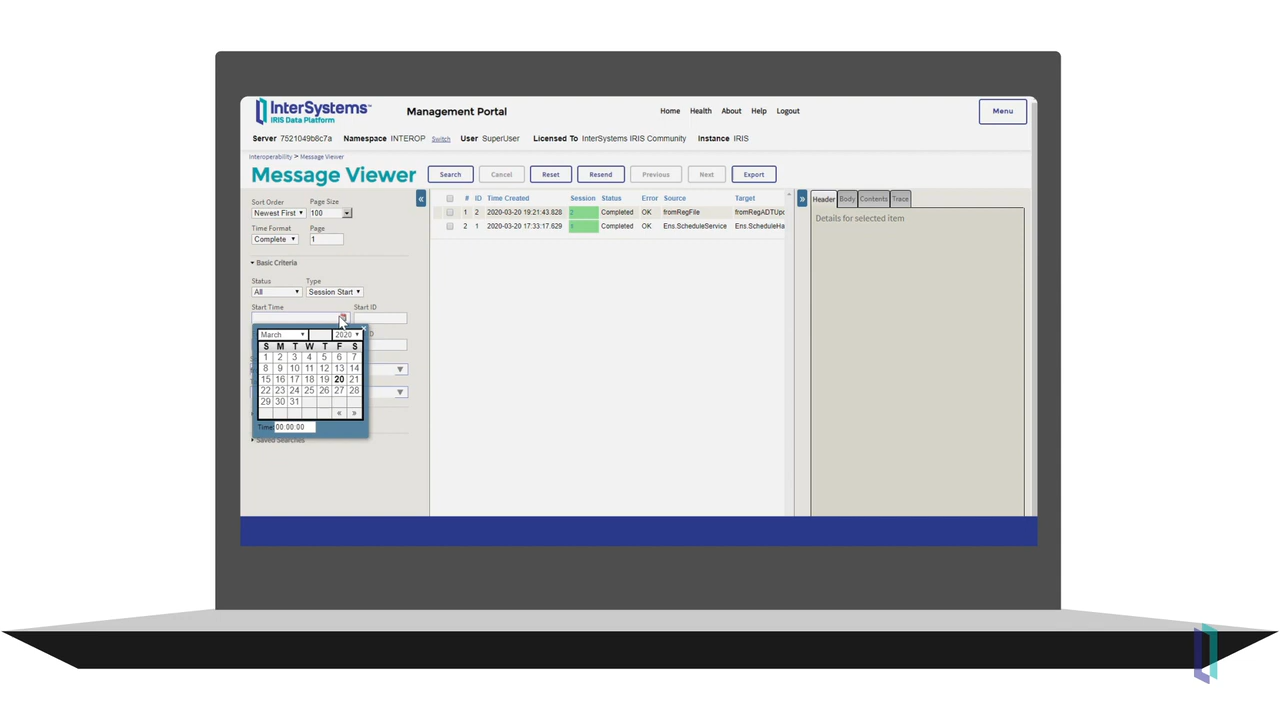 InterSystems™
IRIS Data Platform
Management Portal
Home Health About Help Logout
Menu
Server 7521049b6c7a Namespace INTEROP Switch User SuperUser Licensed To InterSystems IRIS Community Instance IRIS
Interoperability > Message Viewer
Message Viewer
Search Cancel Reset Resend Previous Next Export
Sort Order Page Size
Newest First 100
Time Format Page
Complete 1
Basic Criteria
Status Type
All Session Start
Start Time Start ID
March 2020
S M T W T F S
1 2 3 4 5 6 7
8 9 10 11 12 13 14
15 16 17 18 19 20 21
22 23 24 25 26 27 28
29 30 31
« »
Time: 00:00:00
Saved Searches
«
# ID Time Created Session Status Error Source Target
1 2 2020-03-20 19:21:43.828 2 Completed OK fromRegFile fromRegADTUpd
2 1 2020-03-20 17:33:17.629 1 Completed OK Ens.ScheduleService Ens.ScheduleHa
»
Header Body Contents Trace
Details for selected item